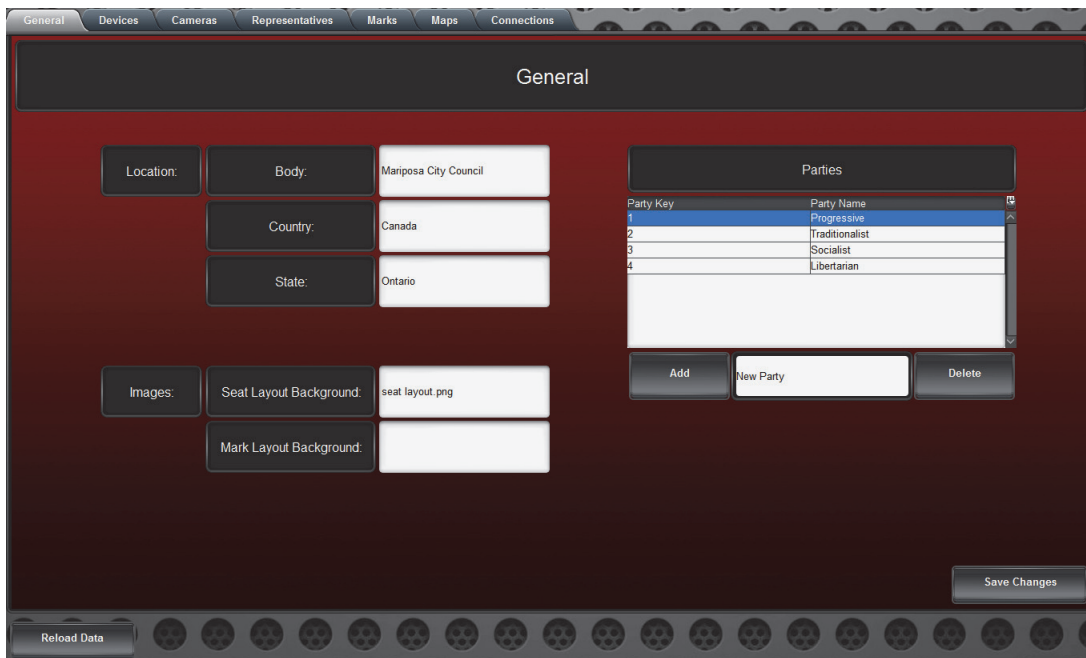 General Devices Cameras Representatives Marks Maps Connections
General
Location: Body: Mariposa City Council
Country: Canada
State: Ontario
Images: Seat Layout Background: seat layout.png
Mark Layout Background:
Parties
Party Key Party Name
1 Progressive
2 Traditionalist
3 Socialist
4 Libertarian
Add New Party Delete
Save Changes
Reload Data